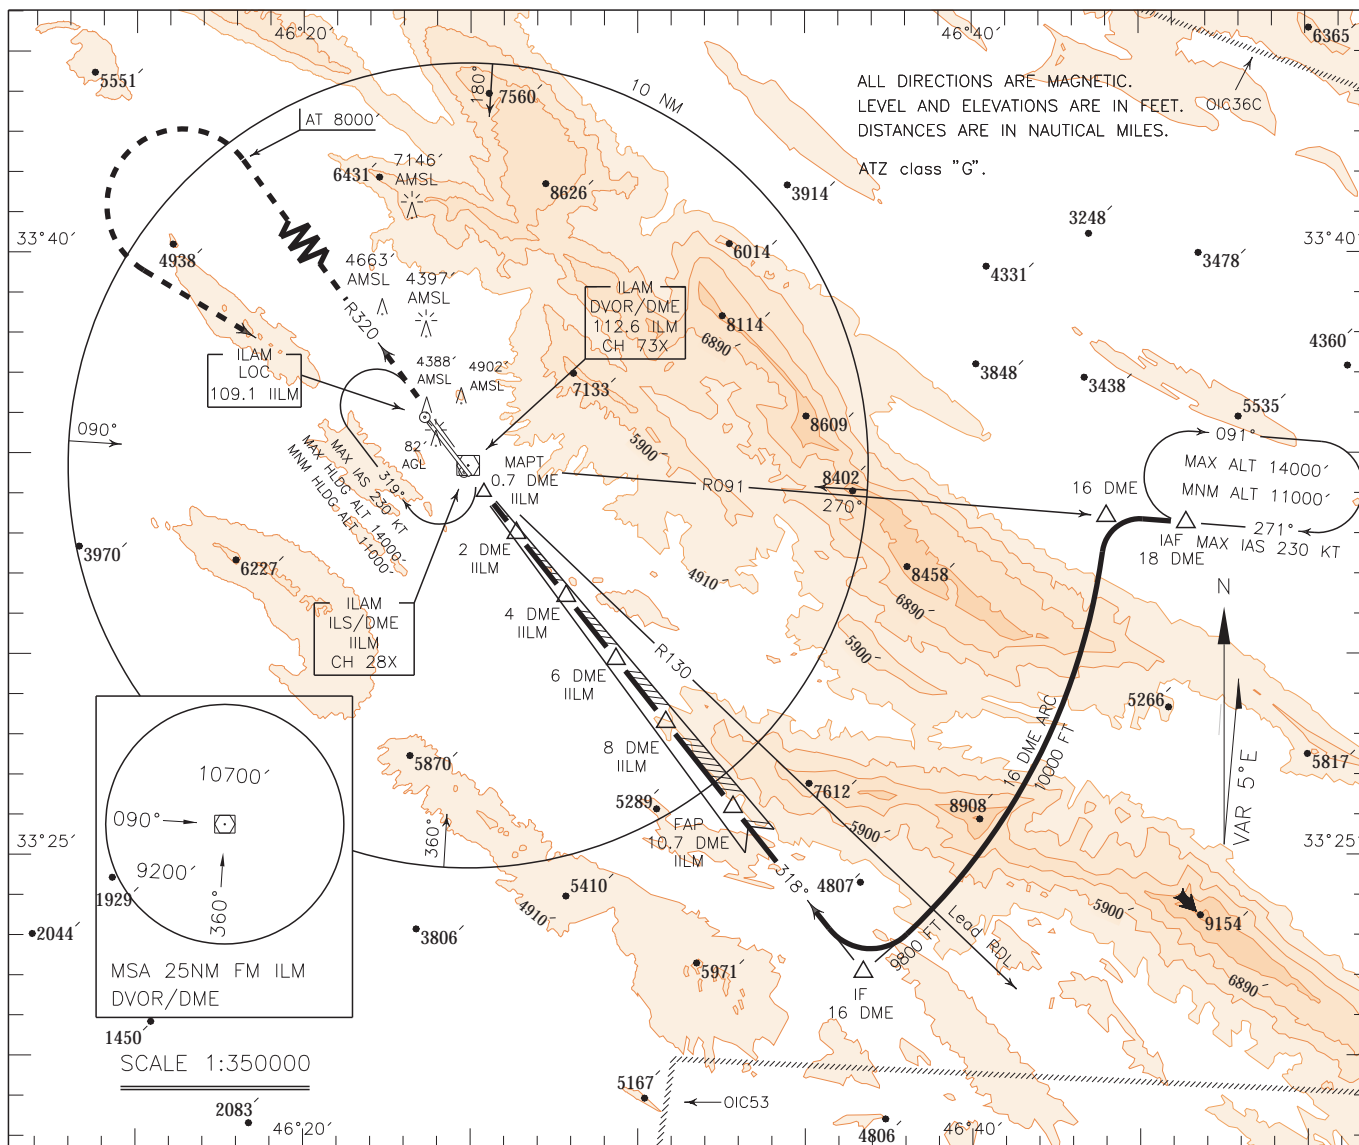 46°20′
46°40′
6365′
5551′
180°
7560′
10 NM
ALL DIRECTIONS ARE MAGNETIC.
LEVEL AND ELEVATIONS ARE IN FEET.
DISTANCES ARE IN NAUTICAL MILES.
OIC36C
ATZ class "G".
AT 8000′
6431′
7146′
AMSL
8626′
3914′
3248′
33°40′
33°40′
4938′
6014′
4331′
3478′
4663′
AMSL
4397′
AMSL
R320
ILAM
DVOR/DME
112.6 ILM
CH 73X
8114′
6890′
ILAM
LOC
109.1 IILM
4388′
AMSL
4902′
AMSL
7133′
3848′
3438′
4360′
5535′
8609′
5900′
090°
82′
AGL
319°
MAX IAS 230 KT
MAX HLDG ALT 14000′
MNM HLDG ALT 11000′
MAPT
0.7 DME
IILM
R091
8402′
270°
16 DME
091°
MAX ALT 14000′
MNM ALT 11000′
271°
IAF
18 DME
MAX IAS 230 KT
3970′
6227′
2 DME
IILM
4910′
8458′
6890′
N
ILAM
ILS/DME
IILM
CH 28X
4 DME
IILM
R130
5900′
6 DME
IILM
5266′
8 DME
IILM
16 DME ARC
10000 FT
VAR 5°E
5817′
5870′
7612′
8908′
5289′
5900′
FAP
10.7 DME
IILM
360°
33°25′
33°25′
10700′
090°
9200′
360°
1929′
2044′
MSA 25NM FM ILM
DVOR/DME
318°
4807′
5410′
4910′
3806′
5971′
Lead RDL
9800 FT
5900′
9154′
6890′
IF
16 DME
1450′
SCALE 1:350000
2083′
5167′
OIC53
4806′
46°20′
46°40′